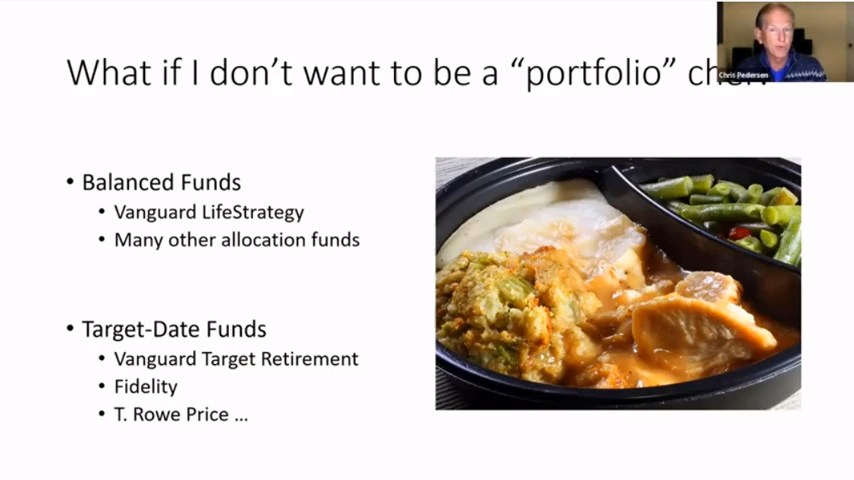 What if I don't want to be a “portfolio”
Chris Pedersen
• Balanced Funds
• Vanguard LifeStrategy
• Many other allocation funds
• Target-Date Funds
• Vanguard Target Retirement
• Fidelity
• T. Rowe Price ...